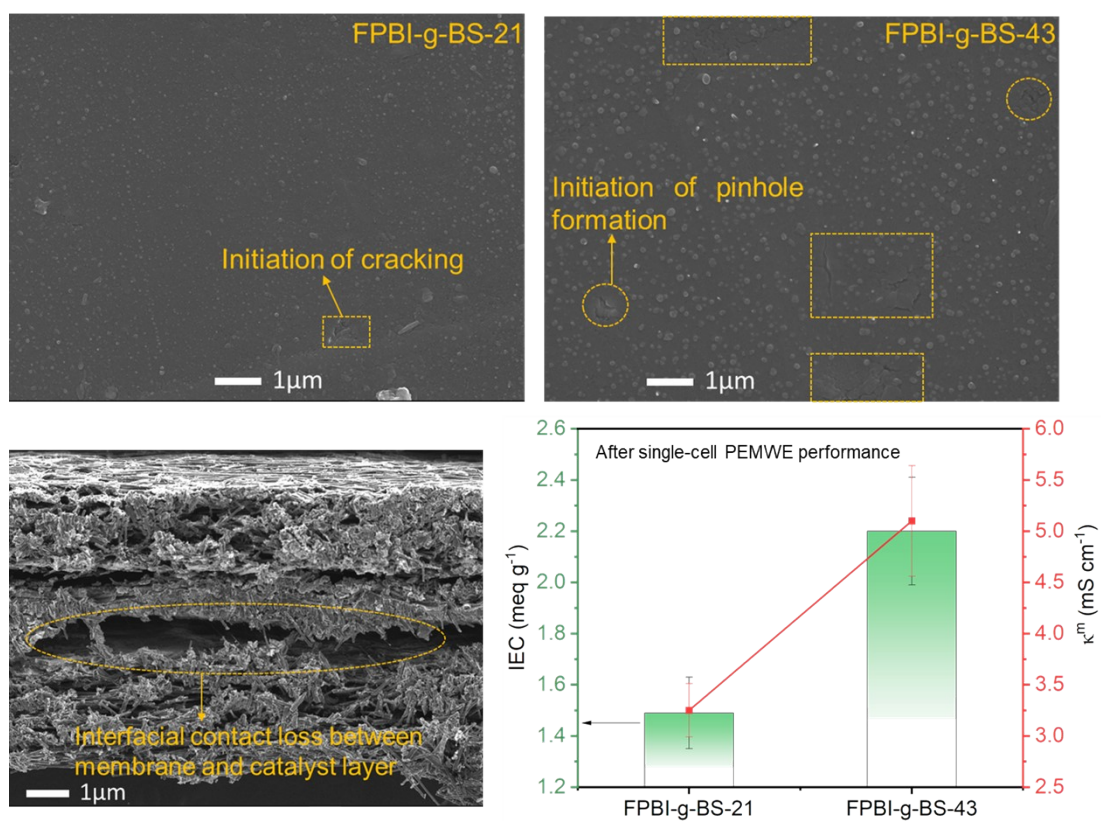 FPBI-g-BS-21
Initiation of cracking
1μm
FPBI-g-BS-43
Initiation of pinhole
formation
1μm
Interfacial contact loss between
membrane and catalyst layer
1μm
After single-cell PEMWE performance
IEC (meq g⁻¹)
2.6
2.4
2.2
2.0
1.8
1.6
1.4
1.2
6.0
5.5
5.0
4.5
4.0
3.5
3.0
2.5
κᵐ (mS cm⁻¹)
FPBI-g-BS-21
FPBI-g-BS-43